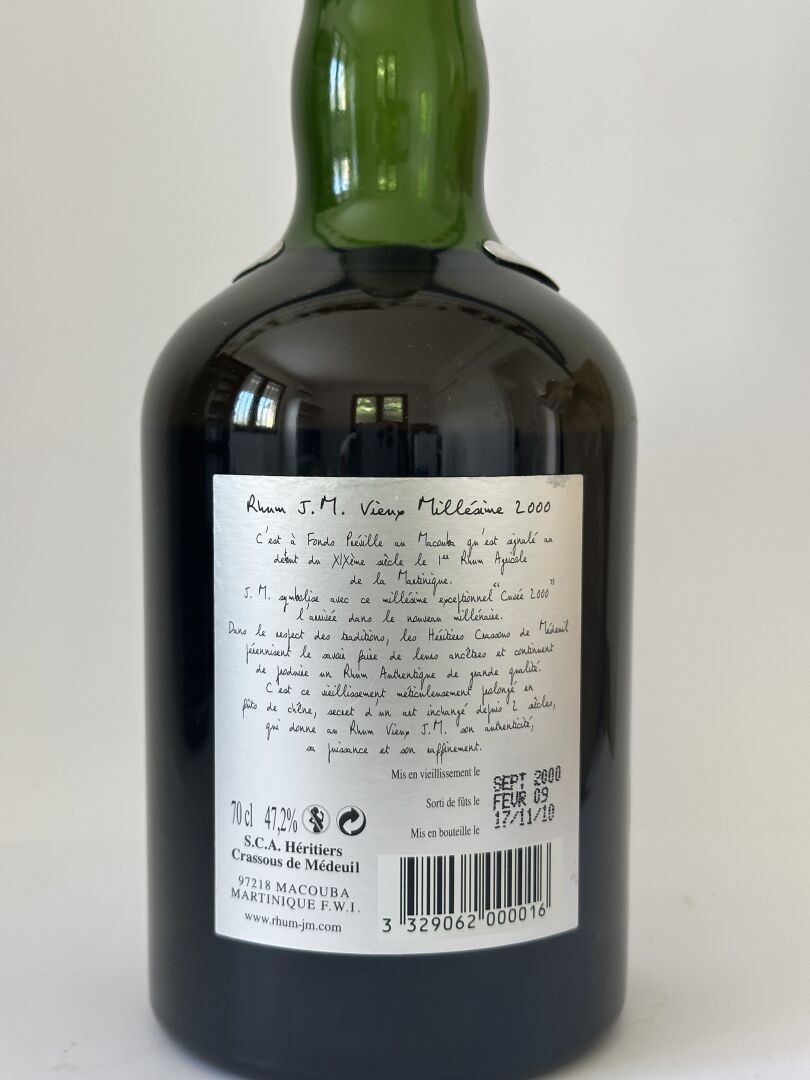 Rhum J.M. Vieux Millésime 2000
C'est à Fonds Préville au Macouba qu'est signalé au
début du XIXème siècle le 1er Rhum Agricole
de la Martinique.
J.M. symbolise avec ce millésime exceptionnel "Cuvée 2000"
l'arrivée dans le nouveau millénaire.
Dans le respect des traditions, les Héritiers Crassous de Médeuil
pérennisent le savoir faire de leurs ancêtres et continuent
de produire un Rhum Authentique de grande qualité.
C'est ce vieillissement méticuleusement prolongé en
fûts de chêne, secret d'un art inchangé depuis 2 siècles,
qui donne au Rhum Vieux J.M. son authenticité,
sa puissance et son raffinement.
Mis en vieillissement le SEPT 2000
Sorti de fûts le FEVR 09
Mis en bouteille le 17/11/10
70 cl 47,2%
S.C.A. Héritiers
Crassous de Médeuil
97218 MACOUBA
MARTINIQUE F.W.I.
www.rhum-jm.com
3 329062 000016